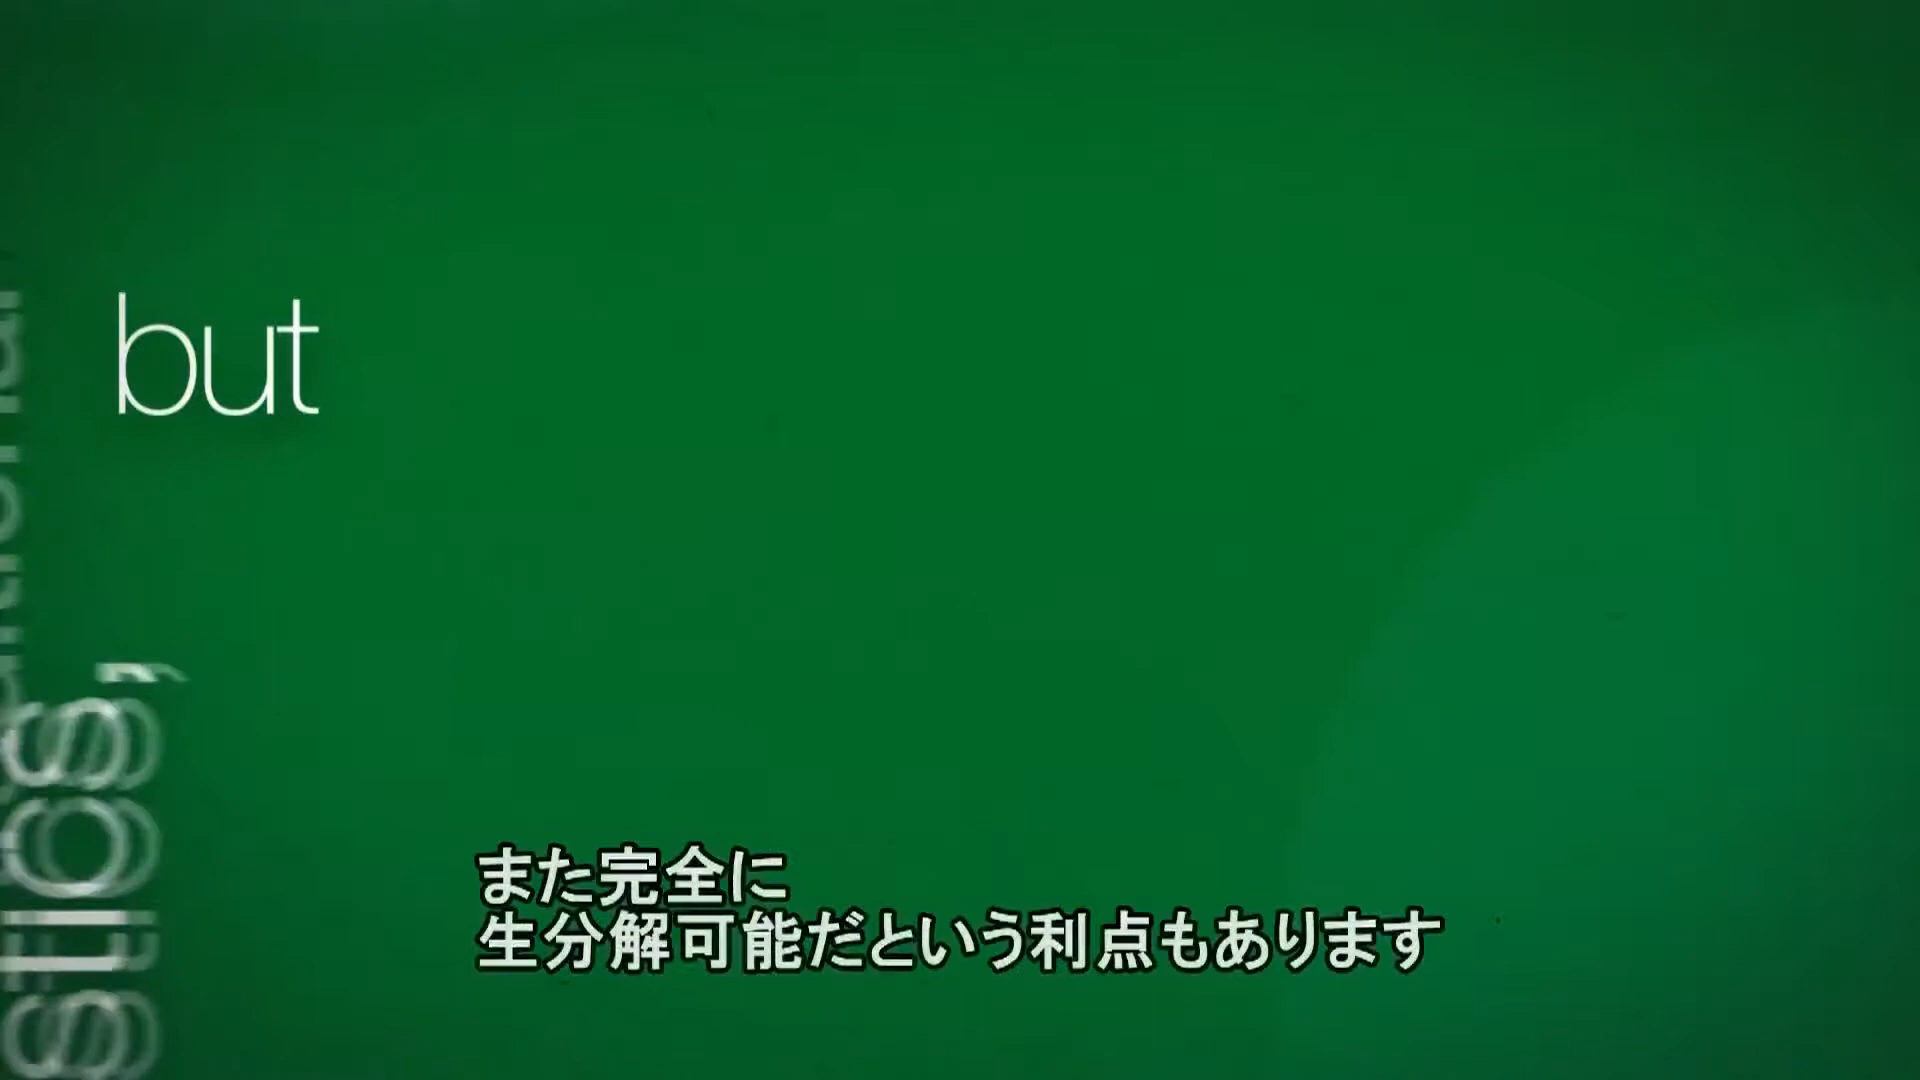 but
また完全に
生分解可能だという利点もあります